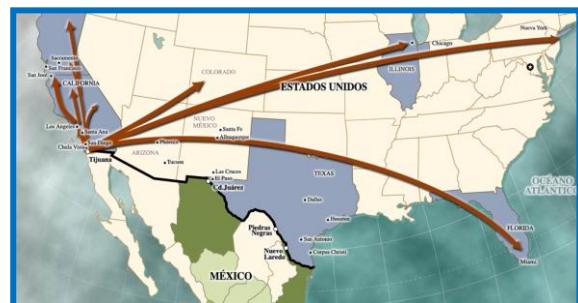 Nueva York
Chicago
Sacramento
San Francisco
San José
CALIFORNIA
COLORADO
ILLINOIS
ESTADOS UNIDOS
NUEVO
MÉXICO
Los Angeles
Santa Ana
Santa Fe
Albuquerque
San Diego
Chula Vista
Tijuana
ARIZONA
Phoenix
Tucson
Las Cruces
El Paso
Cd.Juárez
TEXAS
Dallas
OCÉANO
ATLÁNTICO
Houston
San Antonio
Corpus Christi
Piedras
Negras
Nuevo
Laredo
FLORIDA
Miami
MÉXICO